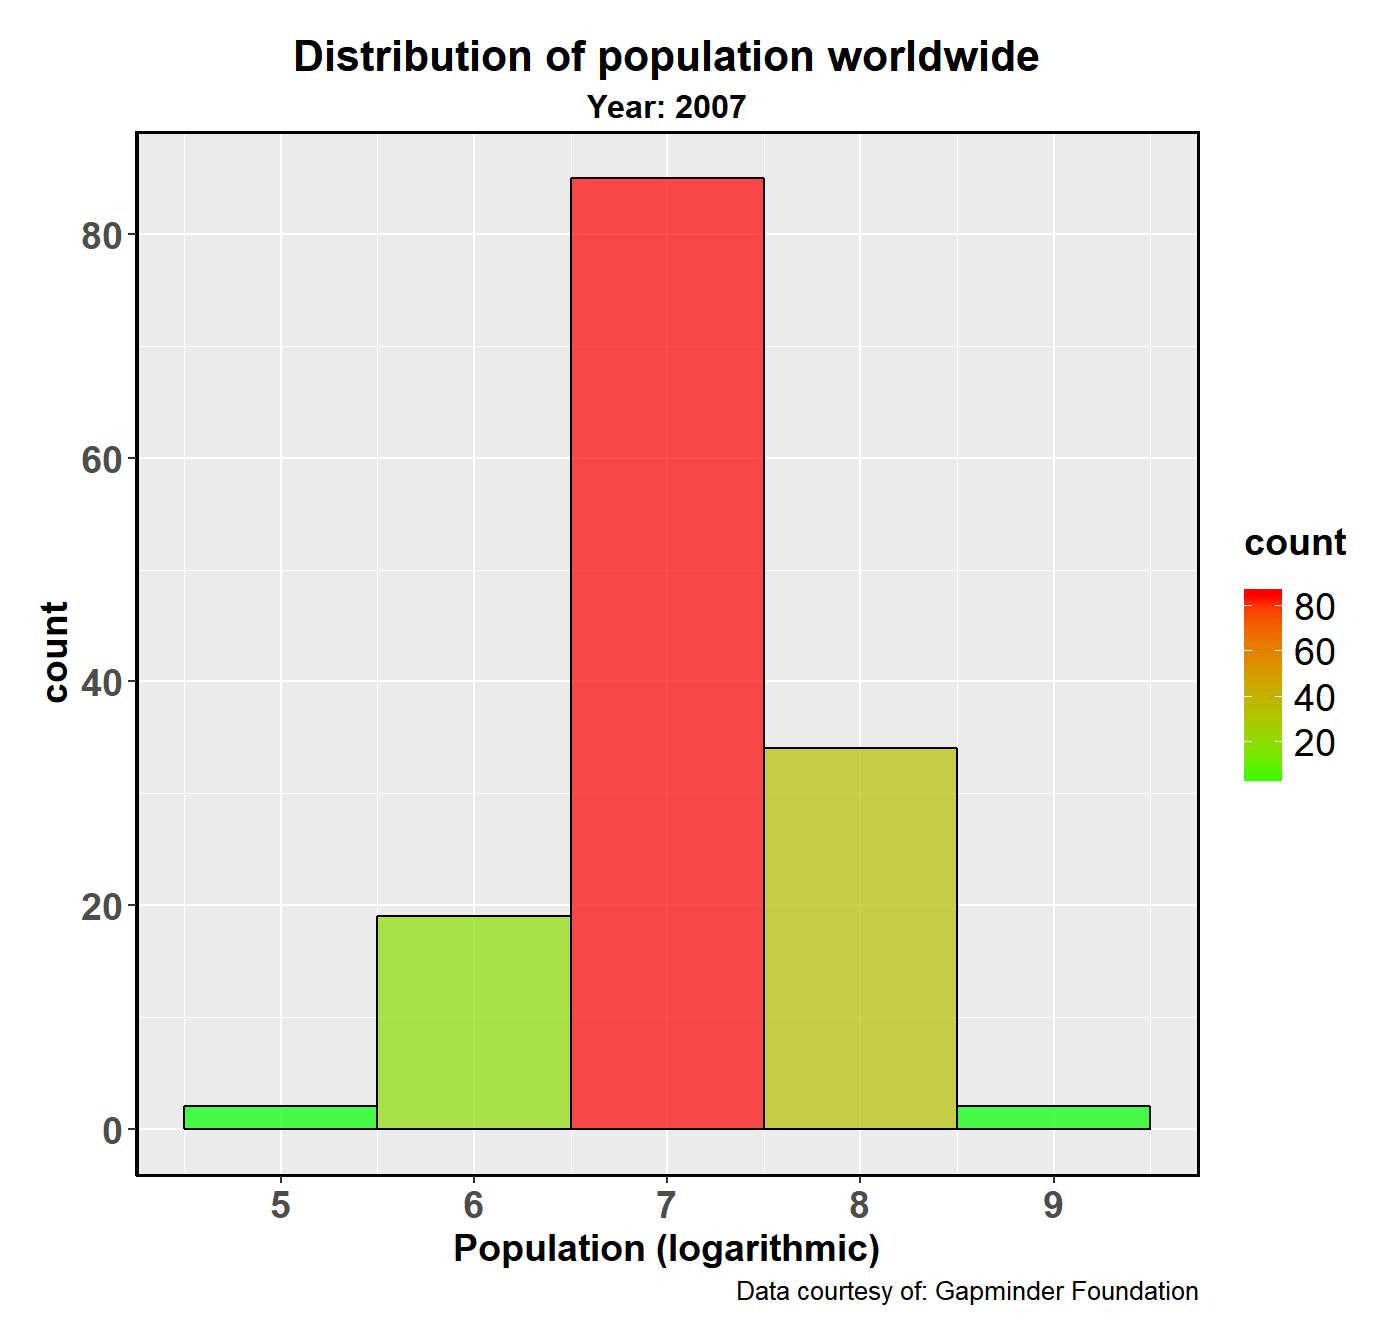 Distribution of population worldwide
Year: 2007
count
80
60
40
20
0
5 6 7 8 9
Population (logarithmic)
Data courtesy of: Gapminder Foundation
count
80
60
40
20